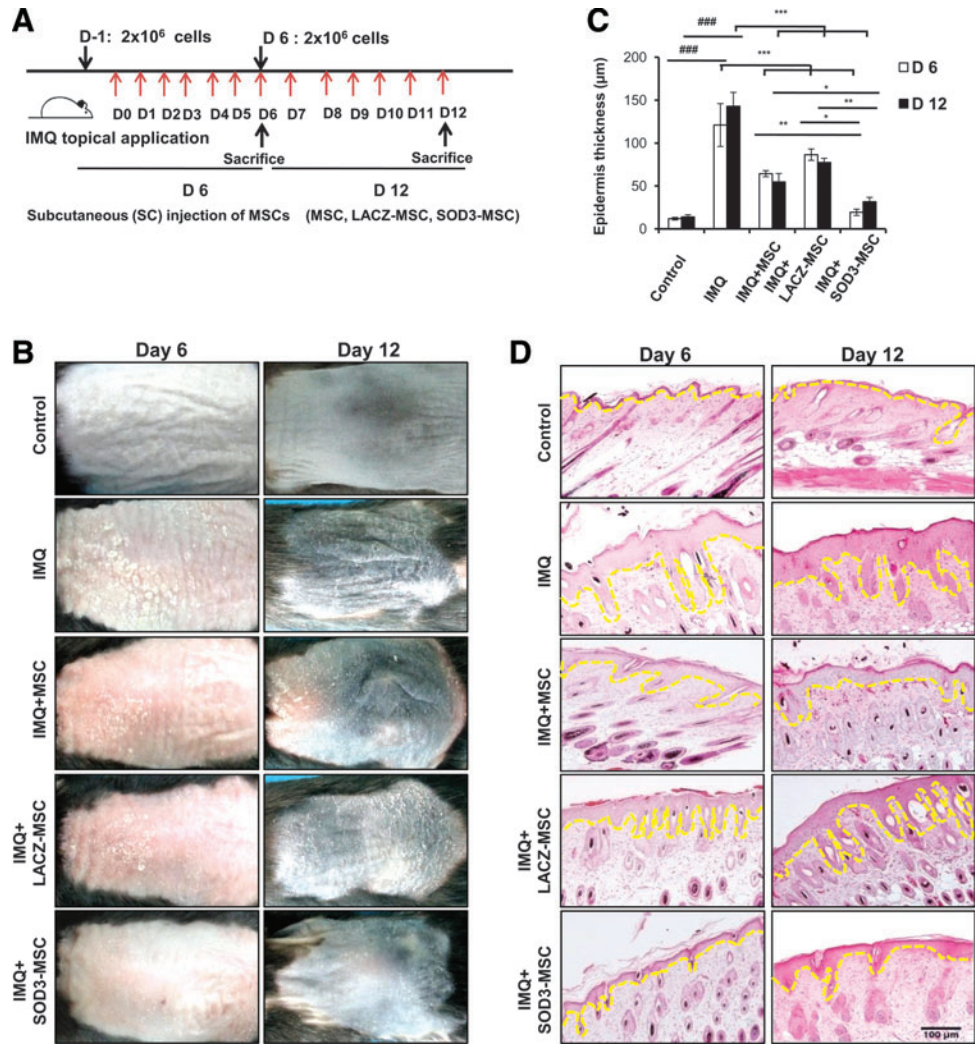 A
D-1: 2x10⁶ cells
D 6 : 2x10⁶ cells
D0 D1 D2 D3 D4 D5 D6 D7 D8 D9 D10 D11 D12
IMQ topical application
Sacrifice Sacrifice
D 6 D 12
Subcutaneous (SC) injection of MSCs (MSC, LACZ-MSC, SOD3-MSC)
C
Epidermis thickness (µm)
200
150
100
50
0
### ***
### ***
*
**
*
**
D 6
D 12
Control
IMQ
IMQ+MSC
IMQ+
LACZ-MSC
IMQ+
SOD3-MSC
B
Day 6 Day 12
Control
IMQ
IMQ+MSC
IMQ+
LACZ-MSC
IMQ+
SOD3-MSC
D
Day 6 Day 12
Control
IMQ
IMQ+MSC
IMQ+
LACZ-MSC
IMQ+
SOD3-MSC
100 µm